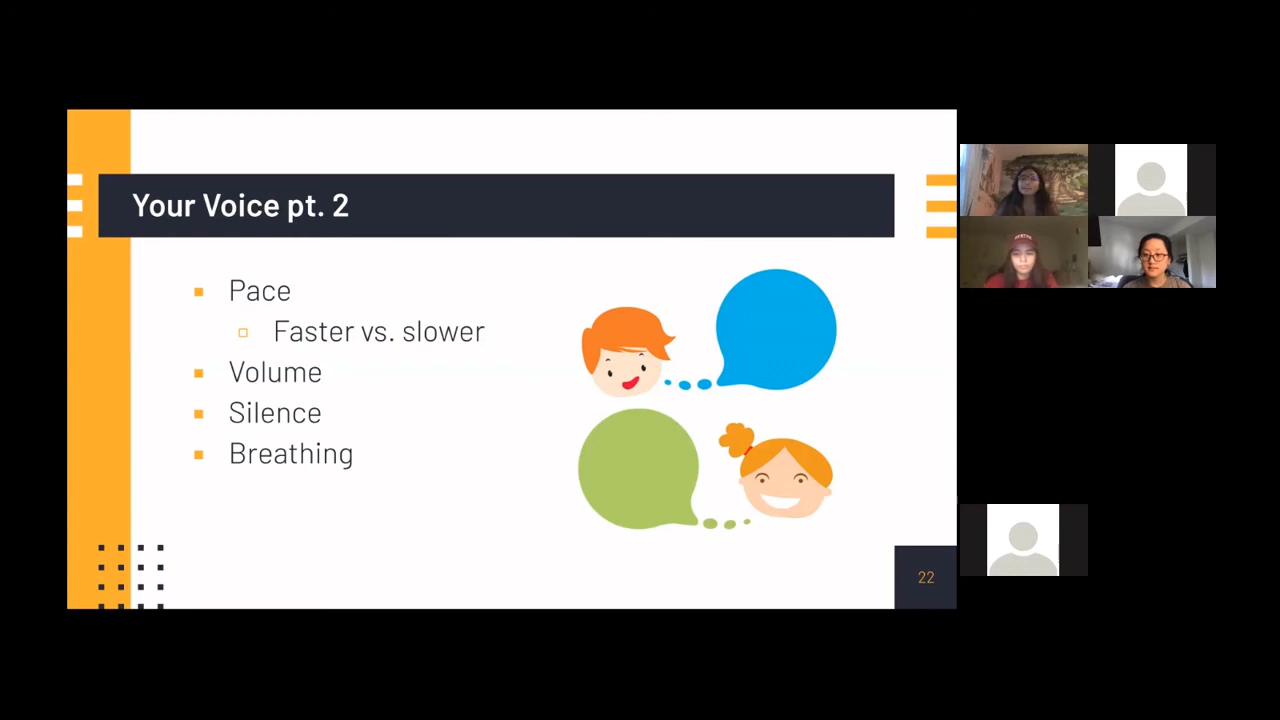 Your Voice pt. 2
Pace
Faster vs. slower
Volume
Silence
Breathing
22